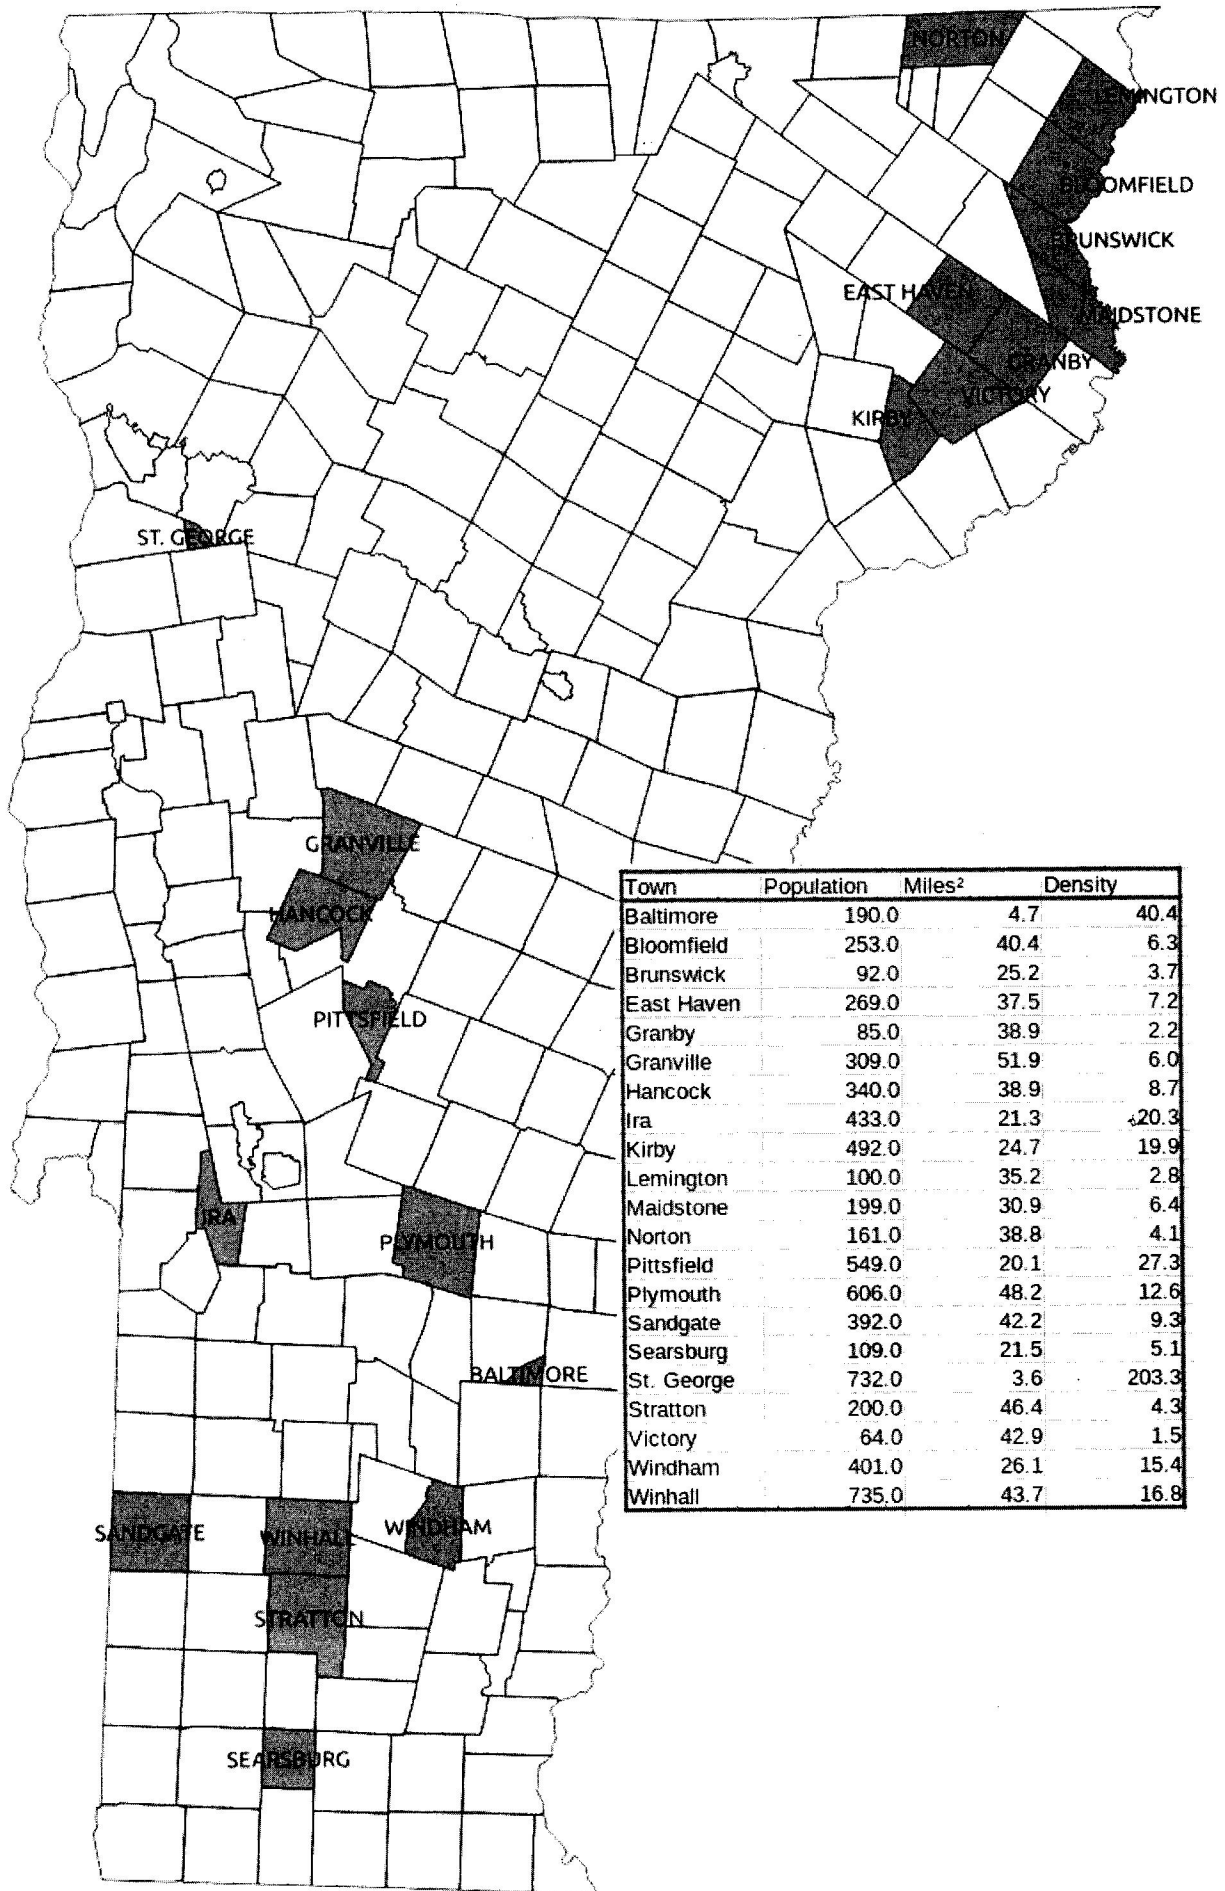 NORTON
LEMINGTON
BLOOMFIELD
BRUNSWICK
EAST HAVEN
MAIDSTONE
GRANBY
VICTORY
KIRBY
ST. GEORGE
GRANVILLE
HANCOCK
PITTSFIELD
IRA
PLYMOUTH
BALTIMORE
SANDGATE
WINHALL
WINDHAM
STRATTON
SEARSBURG
Town Population Miles² Density
Baltimore 190.0 4.7 40.4
Bloomfield 253.0 40.4 6.3
Brunswick 92.0 25.2 3.7
East Haven 269.0 37.5 7.2
Granby 85.0 38.9 2.2
Granville 309.0 51.9 6.0
Hancock 340.0 38.9 8.7
Ira 433.0 21.3 20.3
Kirby 492.0 24.7 19.9
Lemington 100.0 35.2 2.8
Maidstone 199.0 30.9 6.4
Norton 161.0 38.8 4.1
Pittsfield 549.0 20.1 27.3
Plymouth 606.0 48.2 12.6
Sandgate 392.0 42.2 9.3
Searsburg 109.0 21.5 5.1
St. George 732.0 3.6 203.3
Stratton 200.0 46.4 4.3
Victory 64.0 42.9 1.5
Windham 401.0 26.1 15.4
Winhall 735.0 43.7 16.8